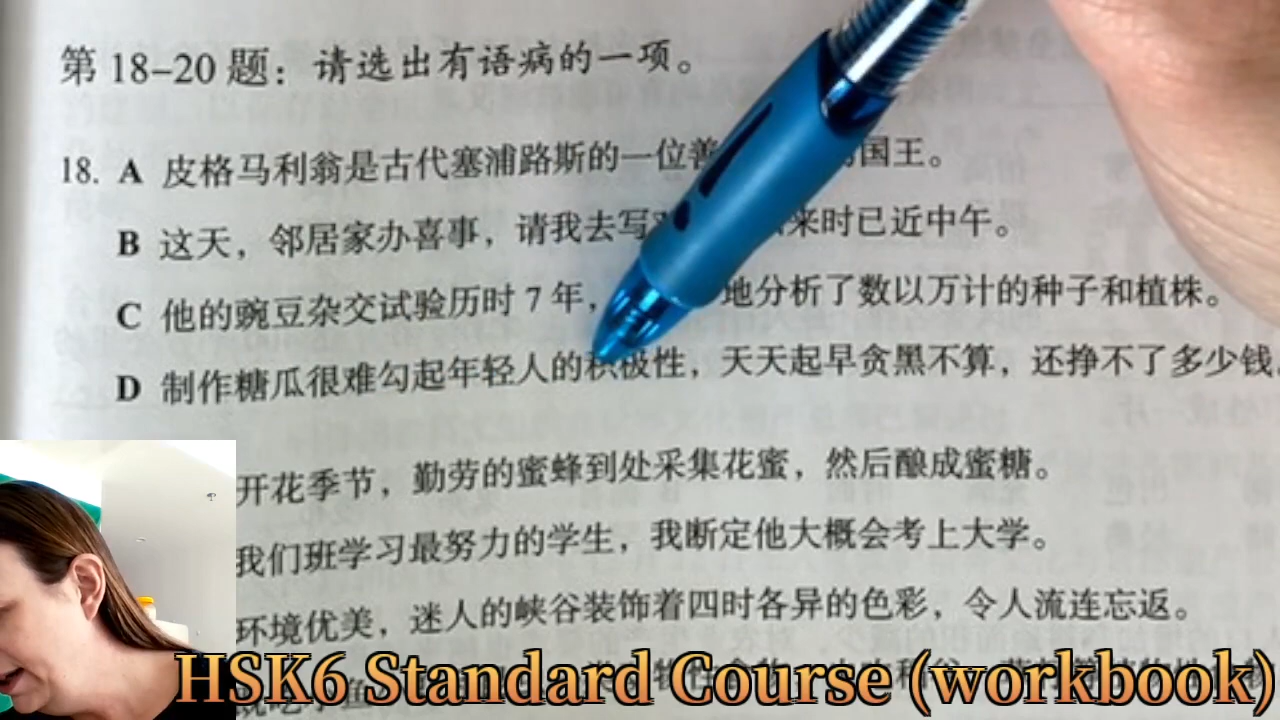 第 18–20 题：请选出有语病的一项。
18. A 皮格马利翁是古代塞浦路斯的一位善 国王。
B 这天，邻居家办喜事，请我去写 来时已近中午。
C 他的豌豆杂交试验历时 7 年， 地分析了数以万计的种子和植株。
D 制作糖瓜很难勾起年轻人的积极性，天天起早贪黑不算，还挣不了多少钱。
开花季节，勤劳的蜜蜂到处采集花蜜，然后酿成蜜糖。
我们班学习最努力的学生，我断定他大概会考上大学。
环境优美，迷人的峡谷装饰着四时各异的色彩，令人流连忘返。
HSK6 Standard Course (workbook)